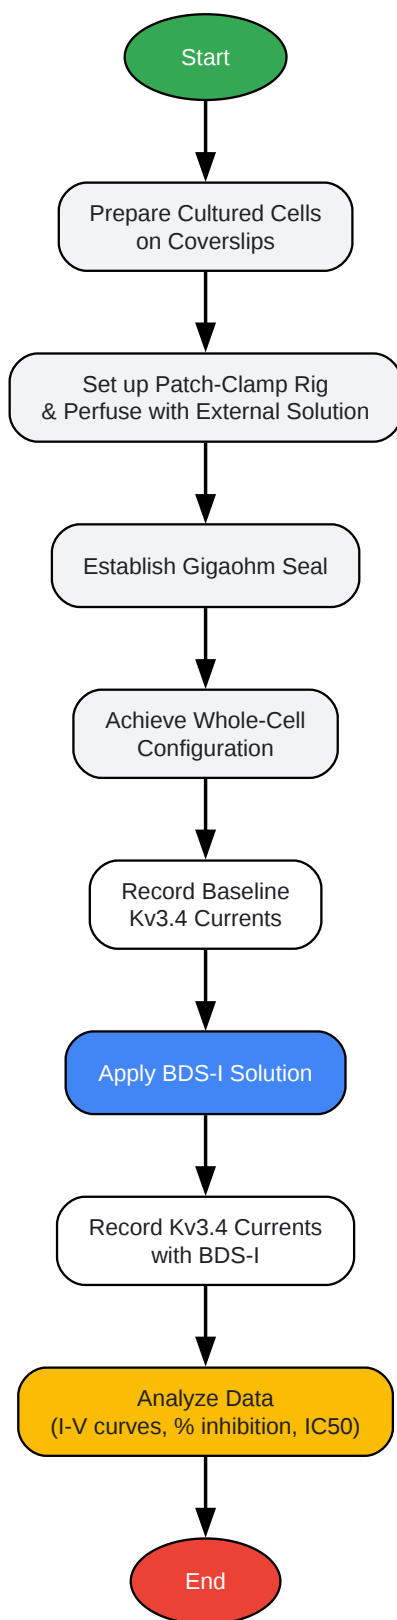 Start
Prepare Cultured Cells
on Coverslips
Set up Patch-Clamp Rig
& Perfuse with External Solution
Establish Gigaohm Seal
Achieve Whole-Cell
Configuration
Record Baseline
Kv3.4 Currents
Apply BDS-I Solution
Record Kv3.4 Currents
with BDS-I
Analyze Data
(I-V curves, % inhibition, IC50)
End